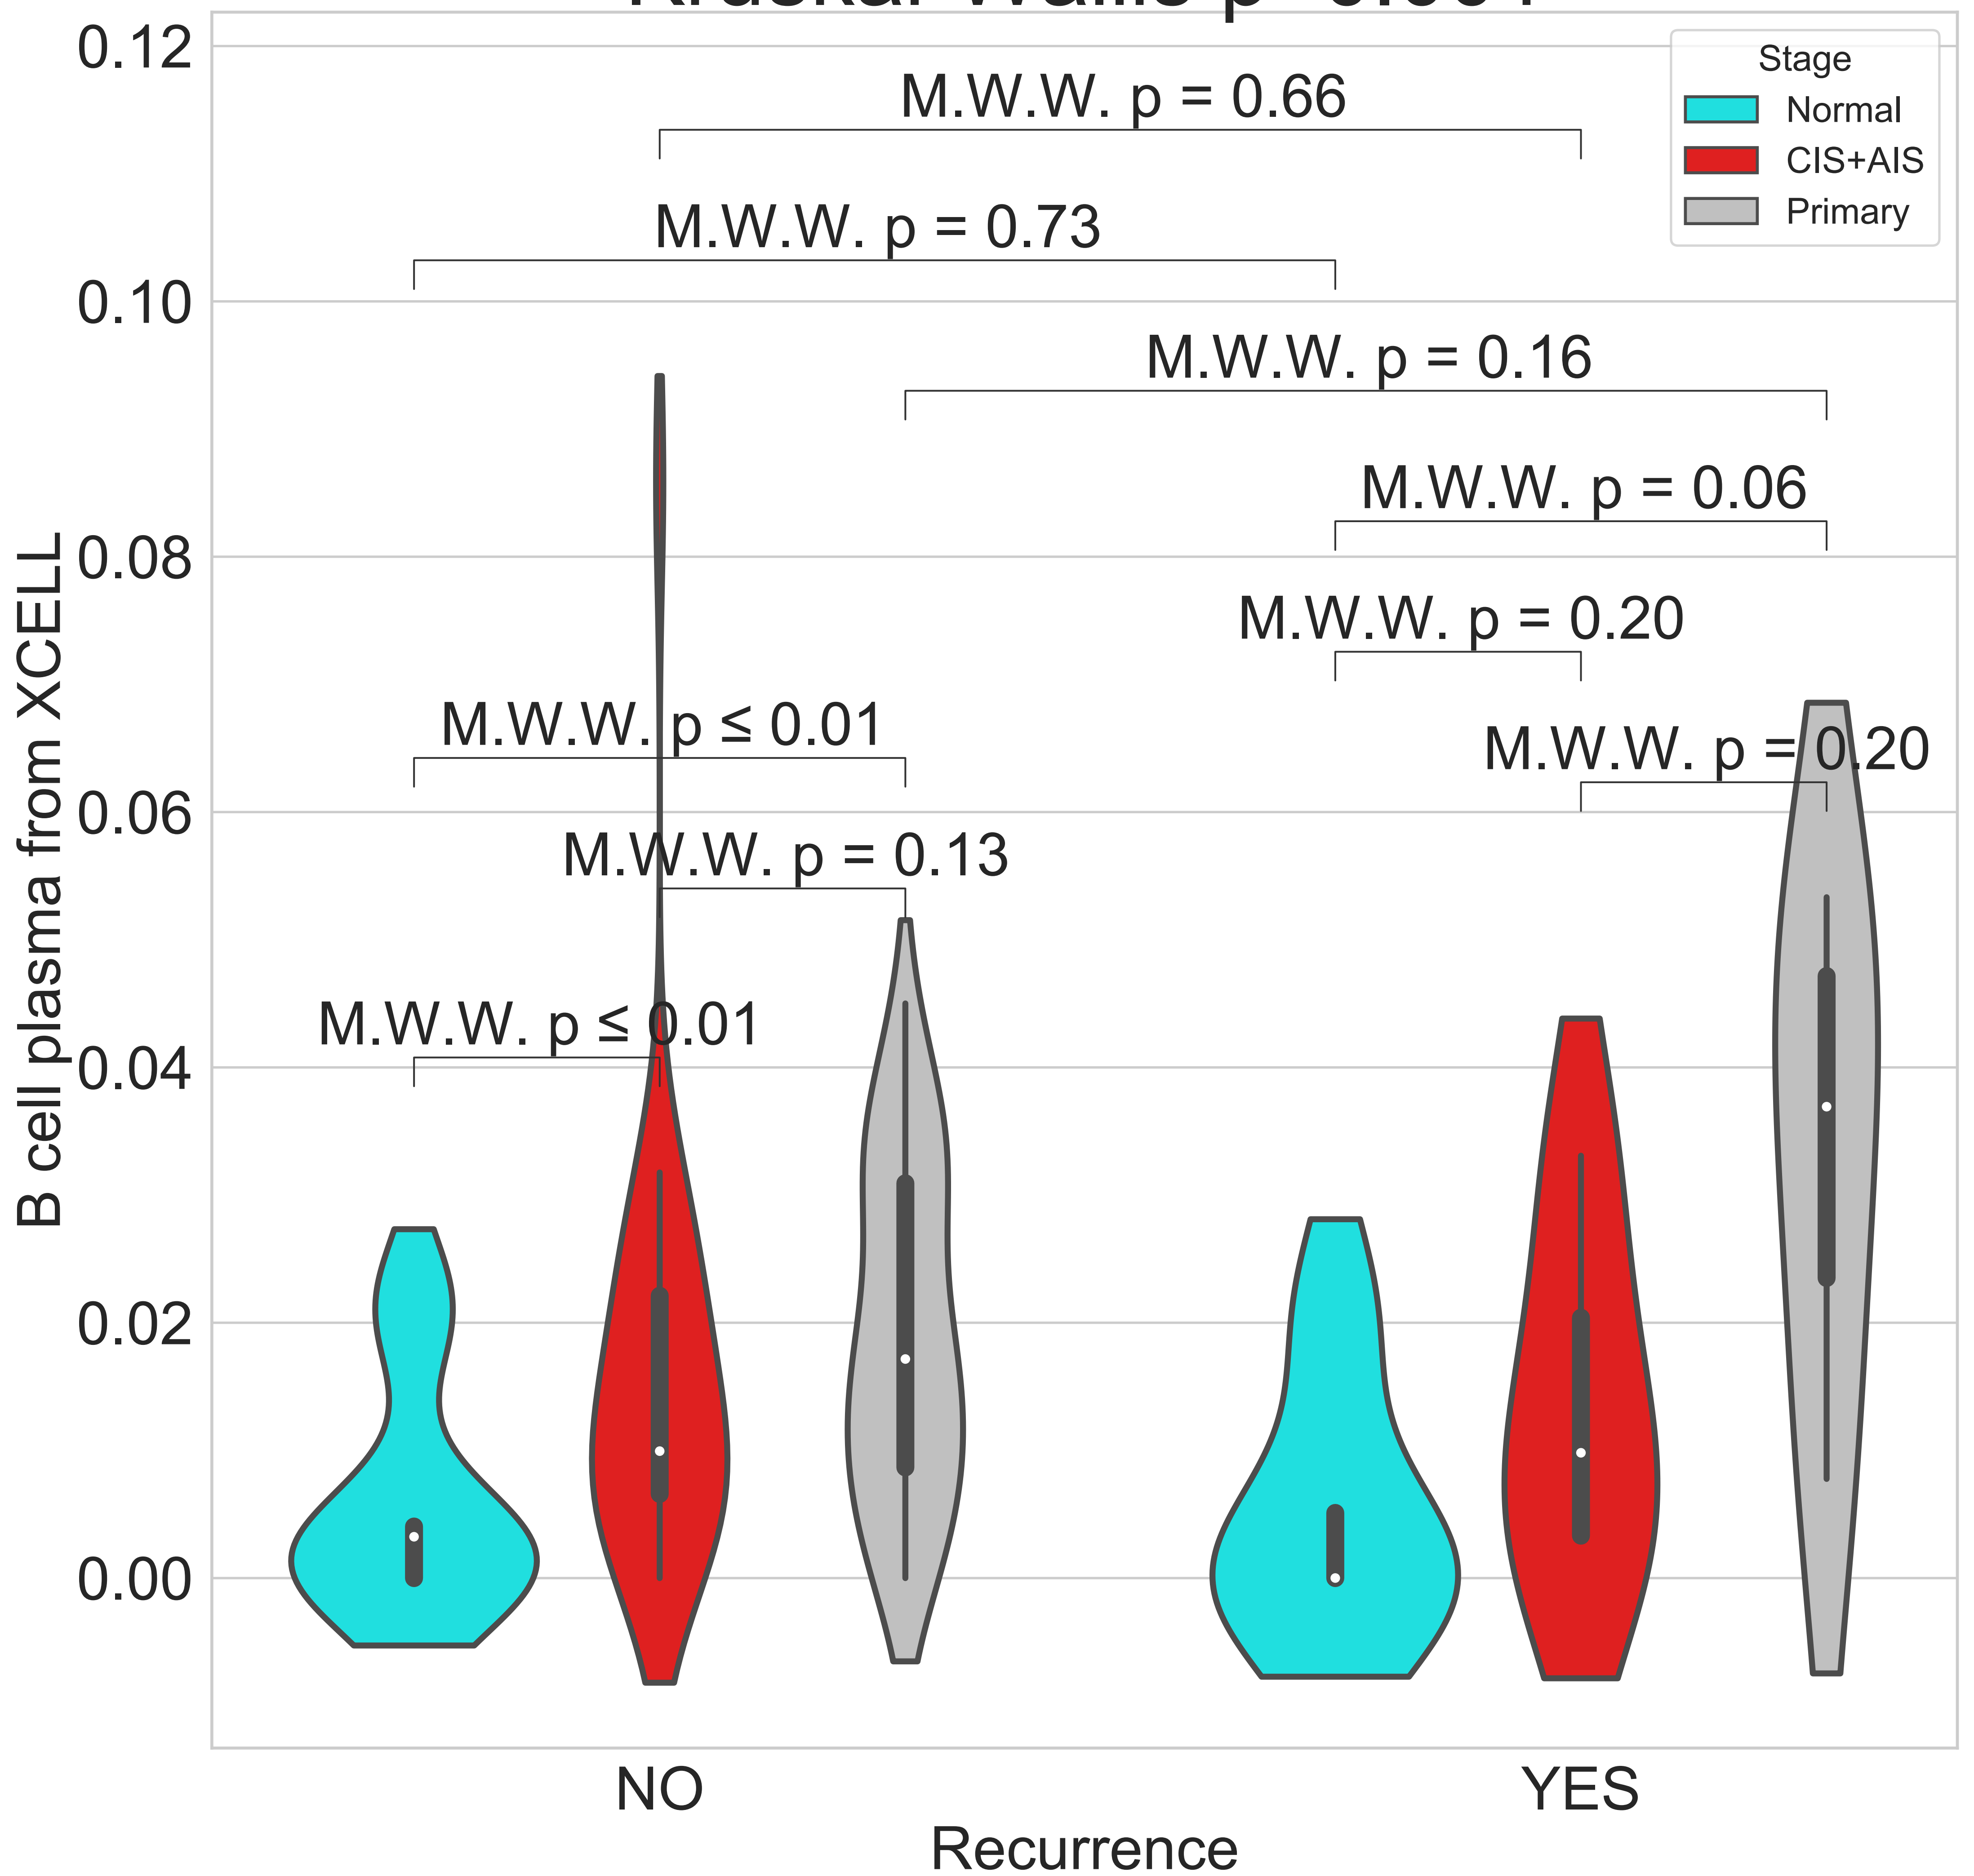 0.12
0.10
0.08
0.06
0.04
0.02
0.00
B cell plasma from XCELL
Stage
Normal
CIS+AIS
Primary
M.W.W. p = 0.66
M.W.W. p = 0.73
M.W.W. p = 0.16
M.W.W. p = 0.06
M.W.W. p = 0.20
M.W.W. p ≤ 0.01
M.W.W. p = 0.20
M.W.W. p = 0.13
M.W.W. p ≤ 0.01
NO
YES
Recurrence